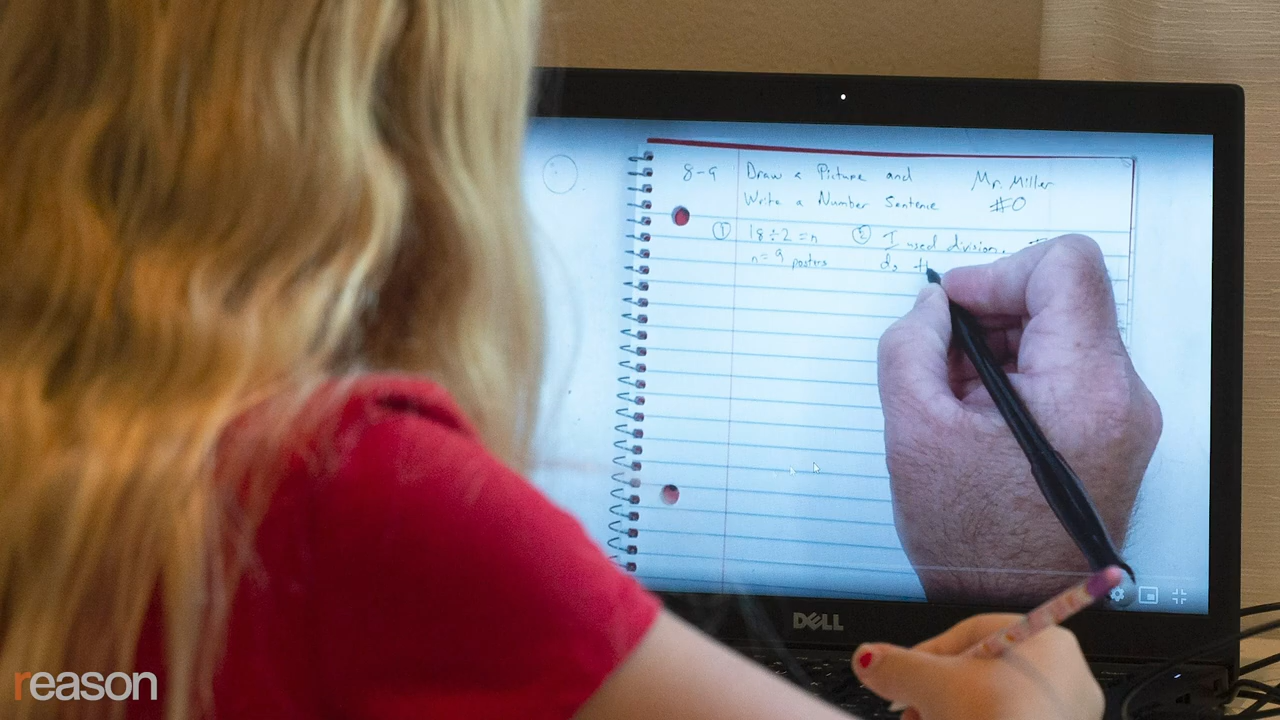 8-9 Draw a Picture and Mr. Miller
Write a Number Sentence #0
① 18÷2=n ② I used division.
n=9 posters
DELL
reason